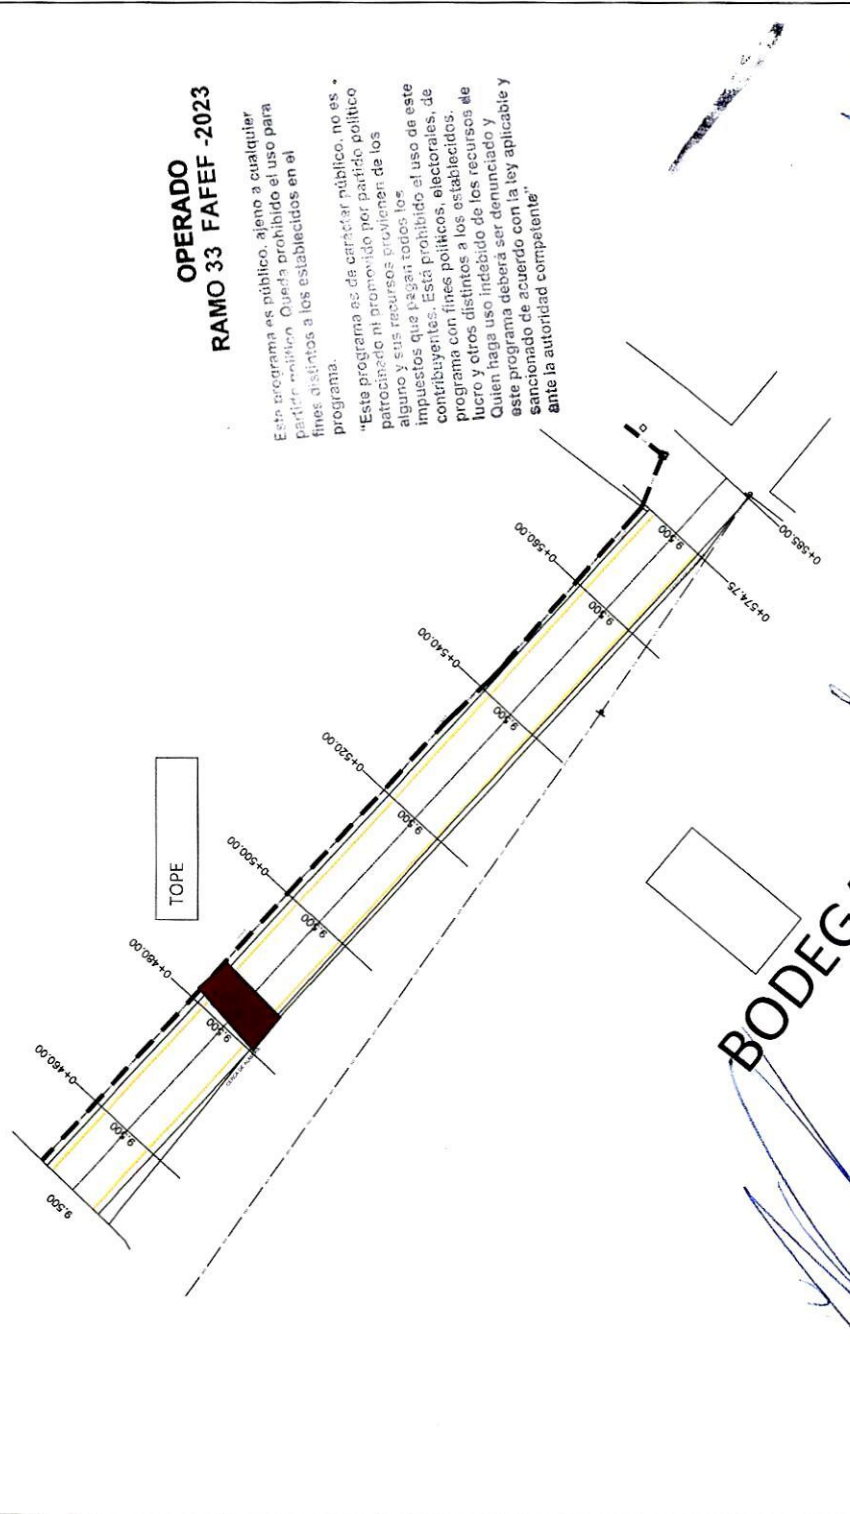 OPERADO
RAMO 33 FAFEF -2023
Este programa es público, ajeno a cualquier
partido político. Queda prohibido el uso para
fines distintos a los establecidos en el
programa.
"Este programa es de carácter público, no es
patrocinado ni promovido por partido político
alguno y sus recursos provienen de los
impuestos que pagan todos los
contribuyentes. Está prohibido el uso de este
programa con fines políticos, electorales, de
lucro y otros distintos a los establecidos.
Quien haga uso indebido de los recursos de
este programa deberá ser denunciado y
sancionado de acuerdo con la ley aplicable y
ante la autoridad competente"
TOPE
0+460.00
0+480.00
0+500.00
0+520.00
0+540.00
0+560.00
0+574.75
0+585.00
9.500
9.500
9.500
9.500
9.500
9.500
9.500
9.500
BODEGA